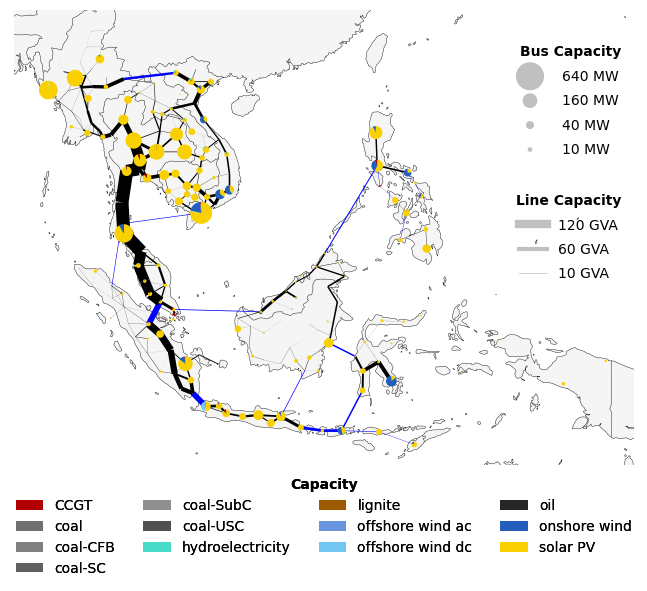 Bus Capacity
640 MW
160 MW
40 MW
10 MW
Line Capacity
120 GVA
60 GVA
10 GVA
Capacity
CCGT
coal
coal-CFB
coal-SC
coal-SubC
coal-USC
hydroelectricity
lignite
offshore wind ac
offshore wind dc
oil
onshore wind
solar PV